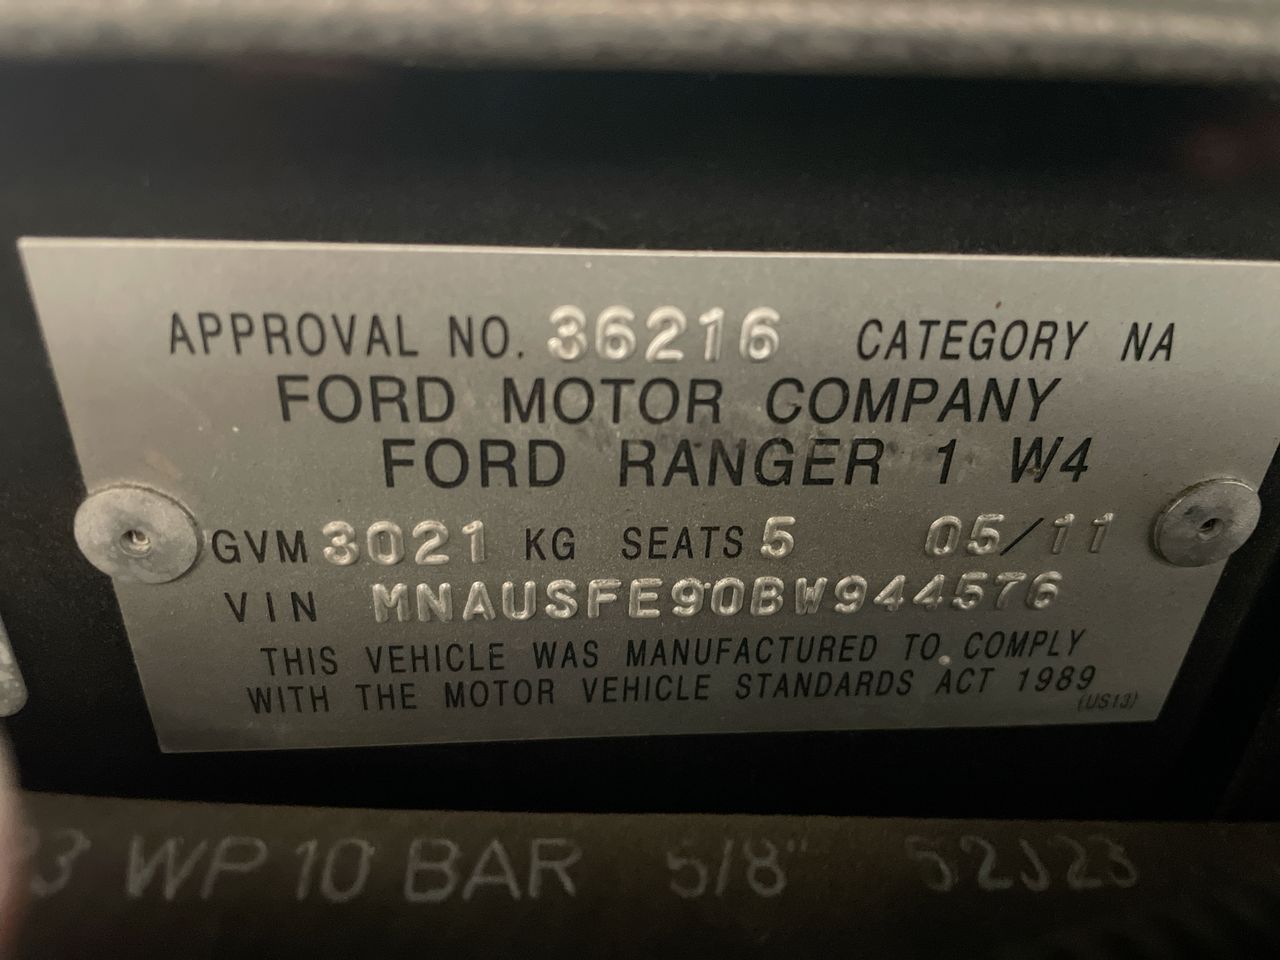 APPROVAL NO. 36216 CATEGORY NA
FORD MOTOR COMPANY
FORD RANGER 1 W4
GVM 3021 KG SEATS 5 05/11
VIN MNAUSFE90BW944576
THIS VEHICLE WAS MANUFACTURED TO COMPLY
WITH THE MOTOR VEHICLE STANDARDS ACT 1989
(US13)
3 WP 10 BAR 5/8"